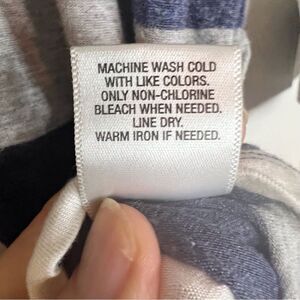 MACHINE WASH COLD
WITH LIKE COLORS.
ONLY NON-CHLORINE
BLEACH WHEN NEEDED.
LINE DRY.
WARM IRON IF NEEDED.